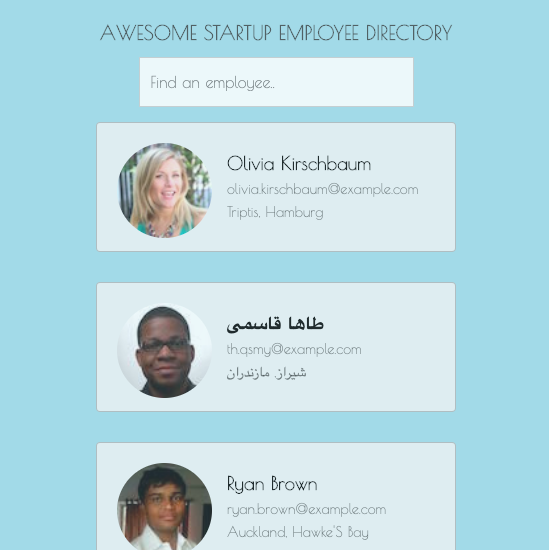 AWESOME STARTUP EMPLOYEE DIRECTORY
Find an employee..
Olivia Kirschbaum
olivia.kirschbaum@example.com
Triptis, Hamburg
طاها قاسمی
th.qsmy@example.com
شیراز, مازندران
Ryan Brown
ryan.brown@example.com
Auckland, Hawke'S Bay